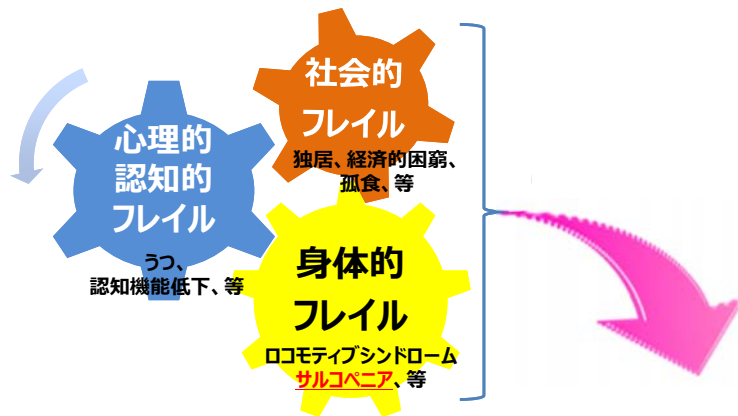 社会的
フレイル
独居、経済的困窮、
孤食、等
心理的
認知的
フレイル
うつ、
認知機能低下、等
身体的
フレイル
ロコモティブシンドローム
サルコペニア、等